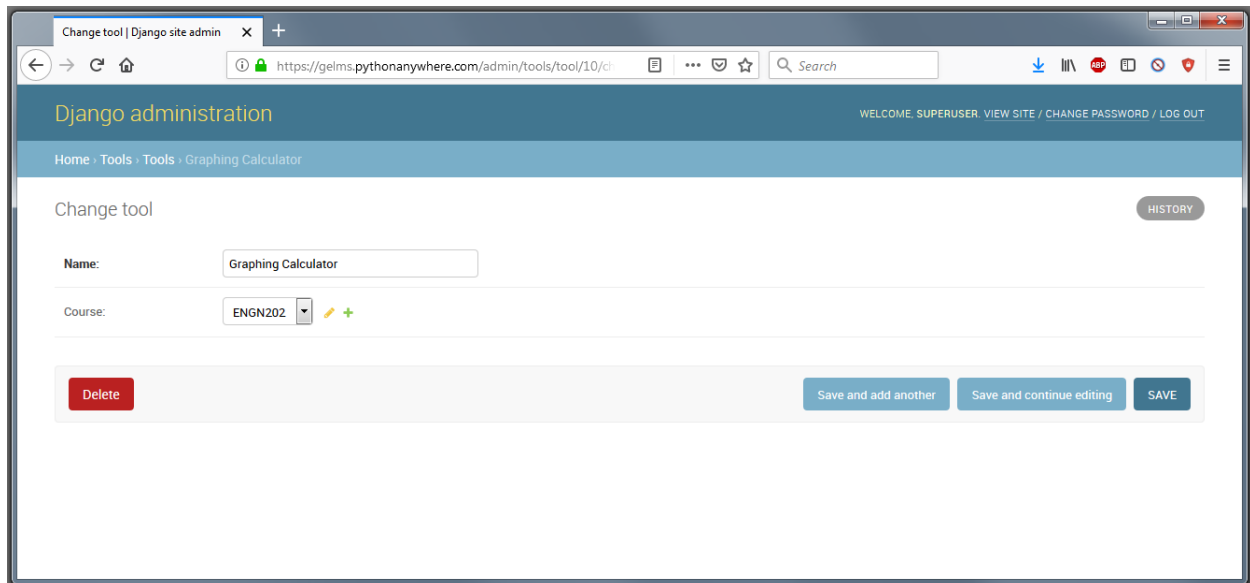 Change tool | Django site admin
https://gelms.pythonanywhere.com/admin/tools/tool/10/ch
Search
ABP
Django administration
WELCOME, SUPERUSER. VIEW SITE / CHANGE PASSWORD / LOG OUT
Home › Tools › Tools › Graphing Calculator
Change tool
HISTORY
Name:
Graphing Calculator
Course:
ENGN202
Delete
Save and add another
Save and continue editing
SAVE